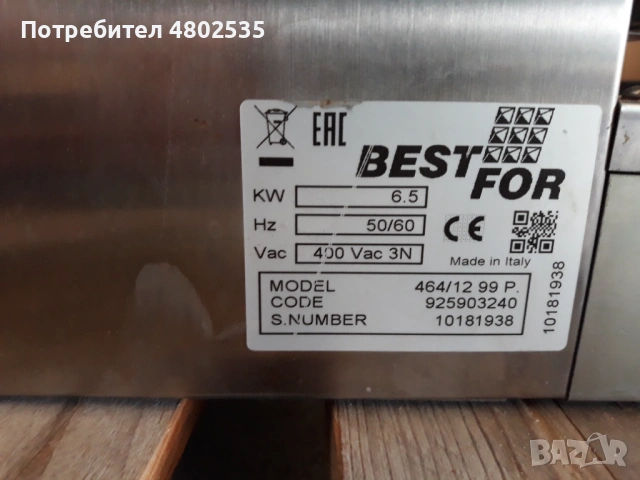 Потребител 4802535
EAC
BEST FOR
KW 6.5
Hz 50/60
Vac 400 Vac 3N
CE
Made in Italy
MODEL 464/12 99 P.
CODE 925903240
S.NUMBER 10181938
10181938
BAZAR